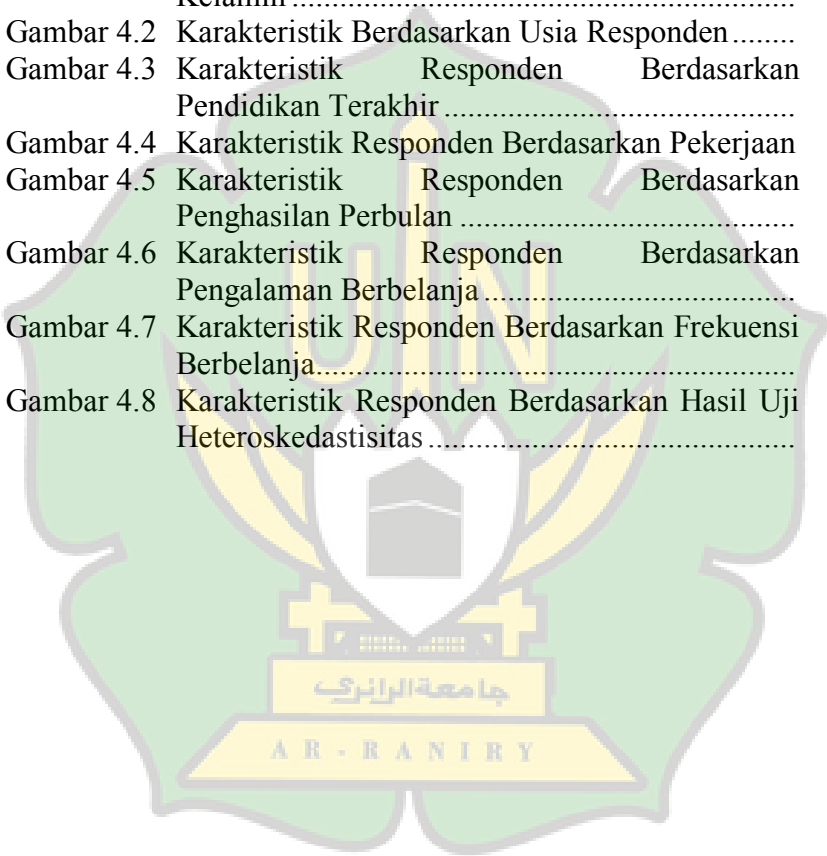 Gambar 4.2 Karakteristik Berdasarkan Usia Responden ........
Gambar 4.3 Karakteristik Responden Berdasarkan
Pendidikan Terakhir ..............................................
Gambar 4.4 Karakteristik Responden Berdasarkan Pekerjaan
Gambar 4.5 Karakteristik Responden Berdasarkan
Penghasilan Perbulan ............................................
Gambar 4.6 Karakteristik Responden Berdasarkan
Pengalaman Berbelanja .........................................
Gambar 4.7 Karakteristik Responden Berdasarkan Frekuensi
Berbelanja ..............................................................
Gambar 4.8 Karakteristik Responden Berdasarkan Hasil Uji
Heteroskedastisitas ................................................
UIN
جامعة الرانري
AR - RANIRY